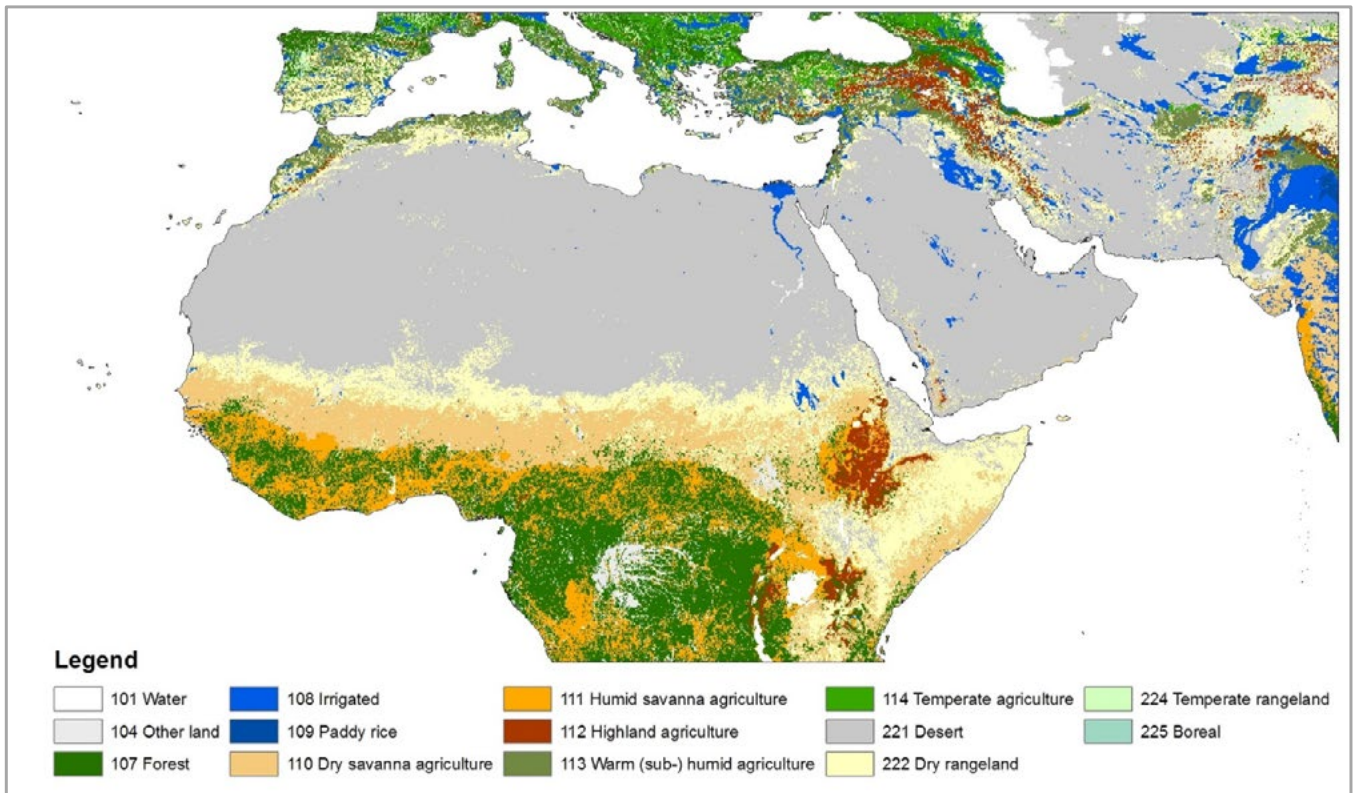 Legend
101 Water
108 Irrigated
111 Humid savanna agriculture
114 Temperate agriculture
224 Temperate rangeland
104 Other land
109 Paddy rice
112 Highland agriculture
221 Desert
225 Boreal
107 Forest
110 Dry savanna agriculture
113 Warm (sub-) humid agriculture
222 Dry rangeland